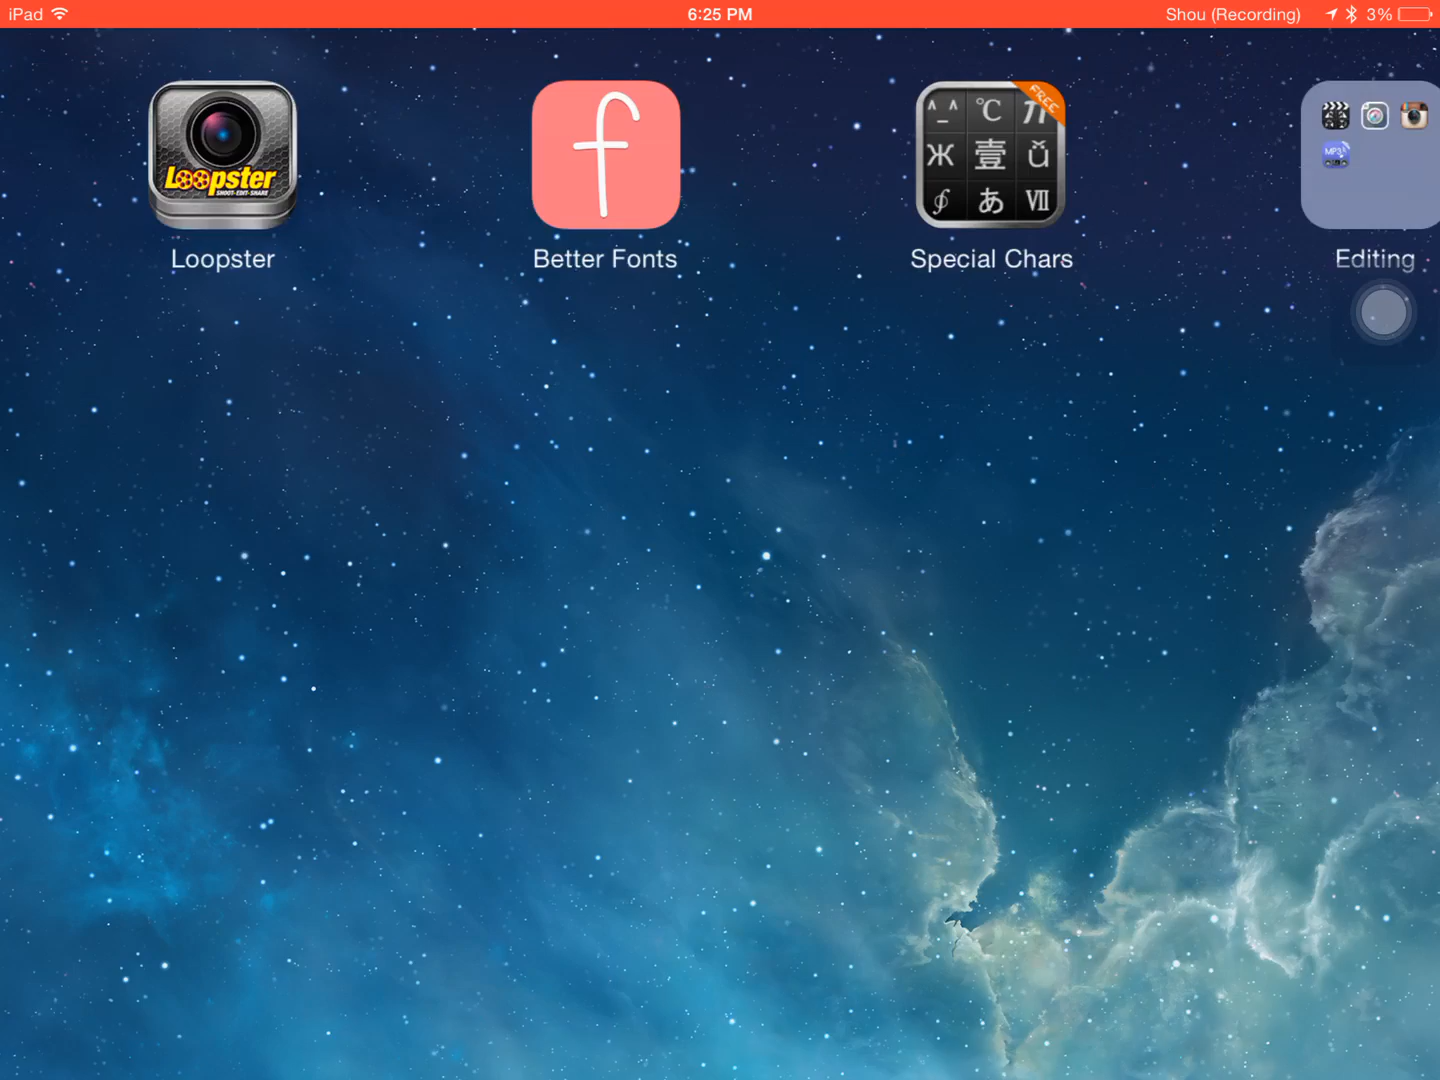 iPad 6:25 PM Shou (Recording) 3%
Loopster
SHOOT-EDIT-SHARE
f
^_^ ℃ π FREE
Ж 壹 ǔ
∮ あ Ⅶ
MP3
Loopster Better Fonts Special Chars Editing